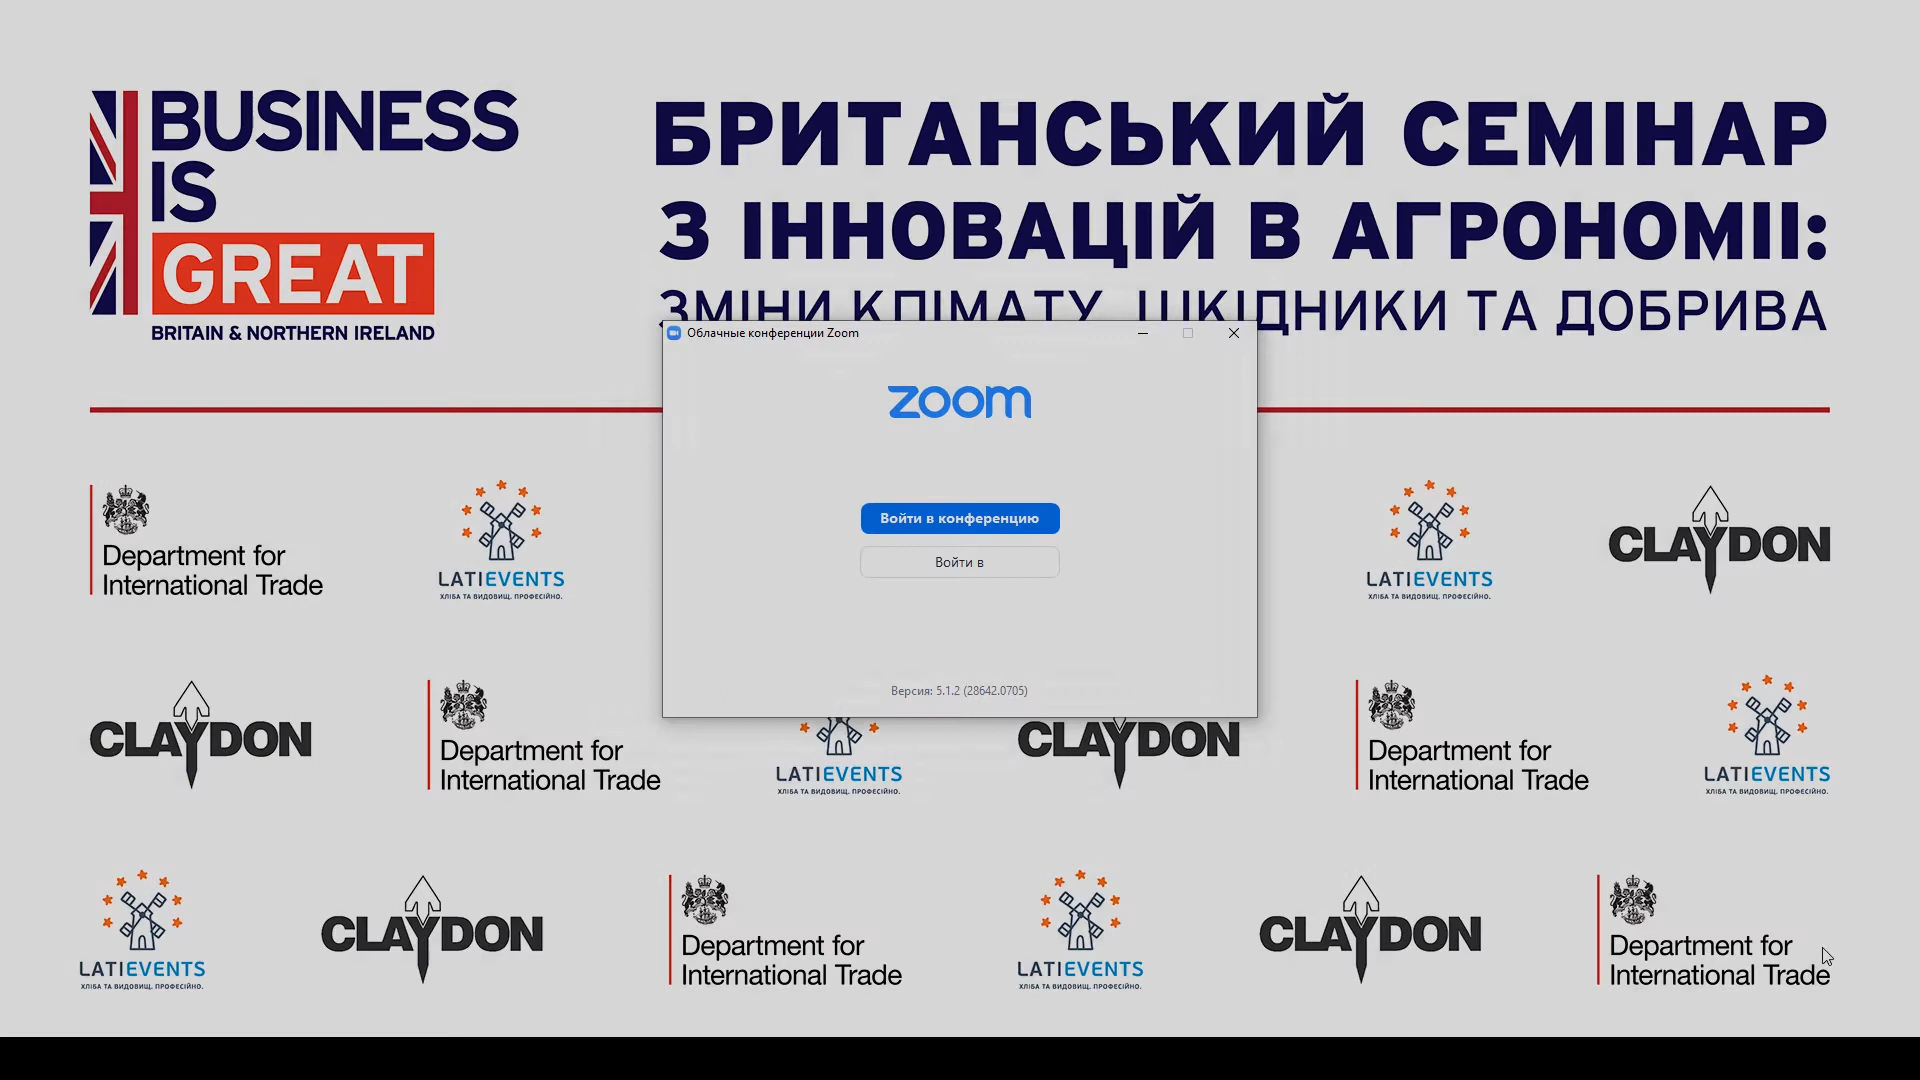 BUSINESS
IS
GREAT
BRITAIN & NORTHERN IRELAND
БРИТАНСЬКИЙ СЕМІНАР
З ІННОВАЦІЙ В АГРОНОМІІ:
ЗМІНИ КЛІМАТУ, ШКІДНИКИ ТА ДОБРИВА
Облачные конференции Zoom
zoom
Войти в конференцию
Войти в
Версия: 5.1.2 (28642.0705)
Department for
International Trade
LATIEVENTS
ХЛІБА ТА ВИДОВИЩ. ПРОФЕСІЙНО.
LATIEVENTS
ХЛІБА ТА ВИДОВИЩ. ПРОФЕСІЙНО.
CLAYDON
CLAYDON
Department for
International Trade
LATIEVENTS
ХЛІБА ТА ВИДОВИЩ. ПРОФЕСІЙНО.
CLAYDON
Department for
International Trade
LATIEVENTS
ХЛІБА ТА ВИДОВИЩ. ПРОФЕСІЙНО.
LATIEVENTS
ХЛІБА ТА ВИДОВИЩ. ПРОФЕСІЙНО.
CLAYDON
Department for
International Trade
LATIEVENTS
ХЛІБА ТА ВИДОВИЩ. ПРОФЕСІЙНО.
CLAYDON
Department for
International Trade